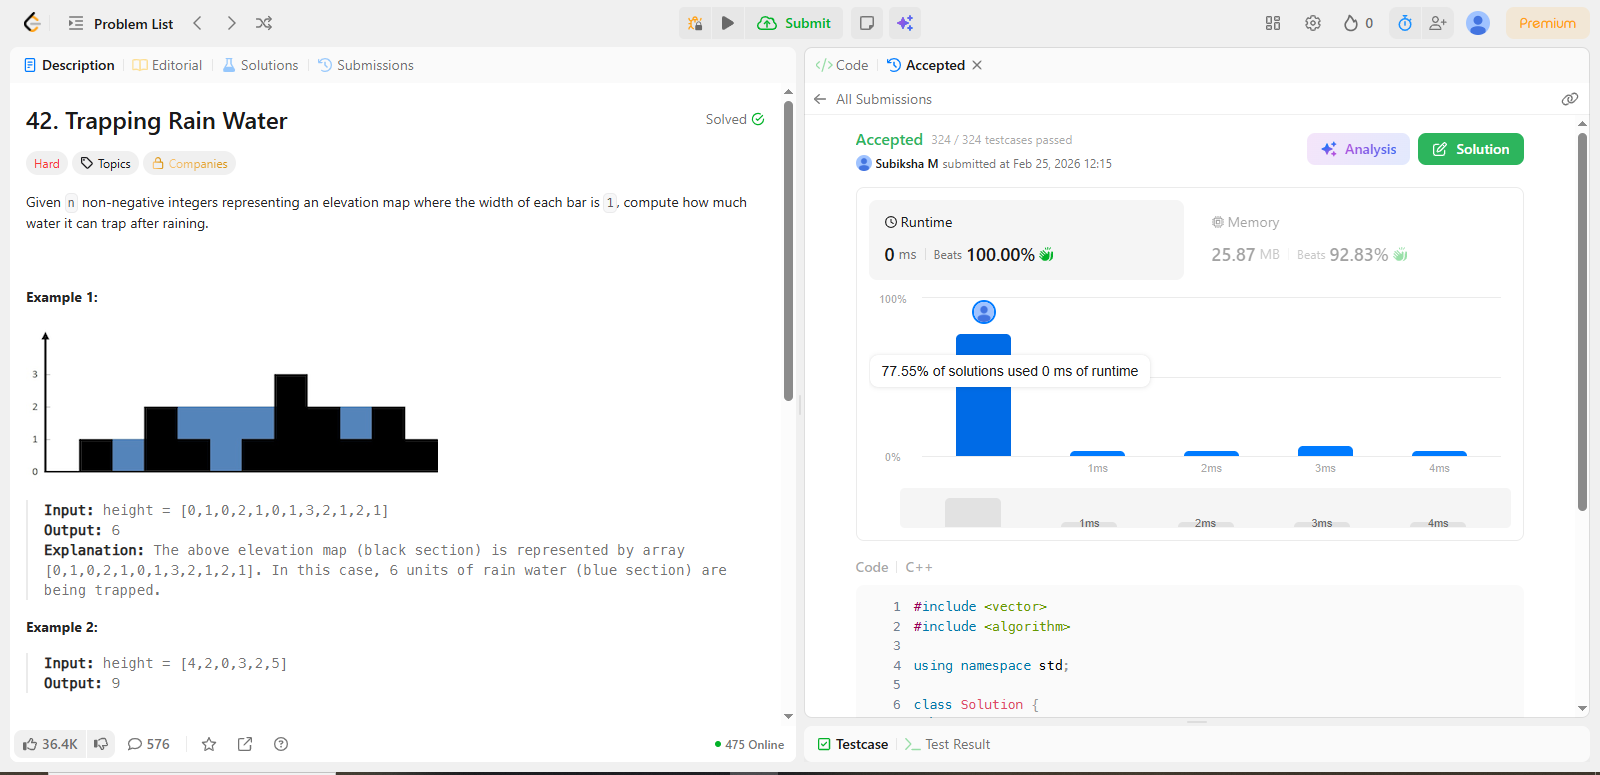 Problem List
Submit
0
Premium
Description
Editorial
Solutions
Submissions
42. Trapping Rain Water
Solved
Hard
Topics
Companies
Given n non-negative integers representing an elevation map where the width of each bar is 1, compute how much
water it can trap after raining.
Example 1:
3
2
1
0
Input: height = [0,1,0,2,1,0,1,3,2,1,2,1]
Output: 6
Explanation: The above elevation map (black section) is represented by array
[0,1,0,2,1,0,1,3,2,1,2,1]. In this case, 6 units of rain water (blue section) are
being trapped.
Example 2:
Input: height = [4,2,0,3,2,5]
Output: 9
36.4K
576
475 Online
Code
Accepted
All Submissions
Accepted 324 / 324 testcases passed
Subiksha M submitted at Feb 25, 2026 12:15
Analysis
Solution
Runtime
0 ms Beats 100.00%
Memory
25.87 MB Beats 92.83%
100%
77.55% of solutions used 0 ms of runtime
0%
1ms 2ms 3ms 4ms
1ms 2ms 3ms 4ms
Code C++
1 #include <vector>
2 #include <algorithm>
3
4 using namespace std;
5
6 class Solution {
Testcase
Test Result